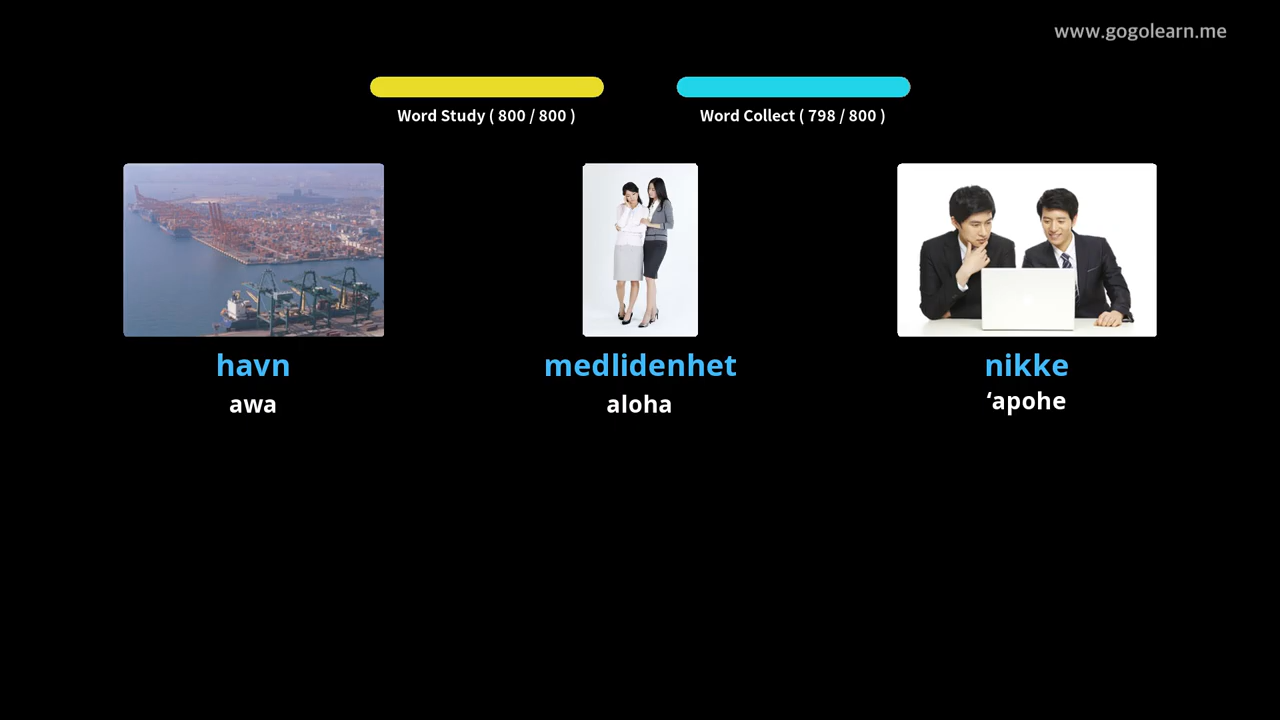 www.gogolearn.me
Word Study ( 800 / 800 )
Word Collect ( 798 / 800 )
havn
medlidenhet
nikke
awa
aloha
ʻapohe